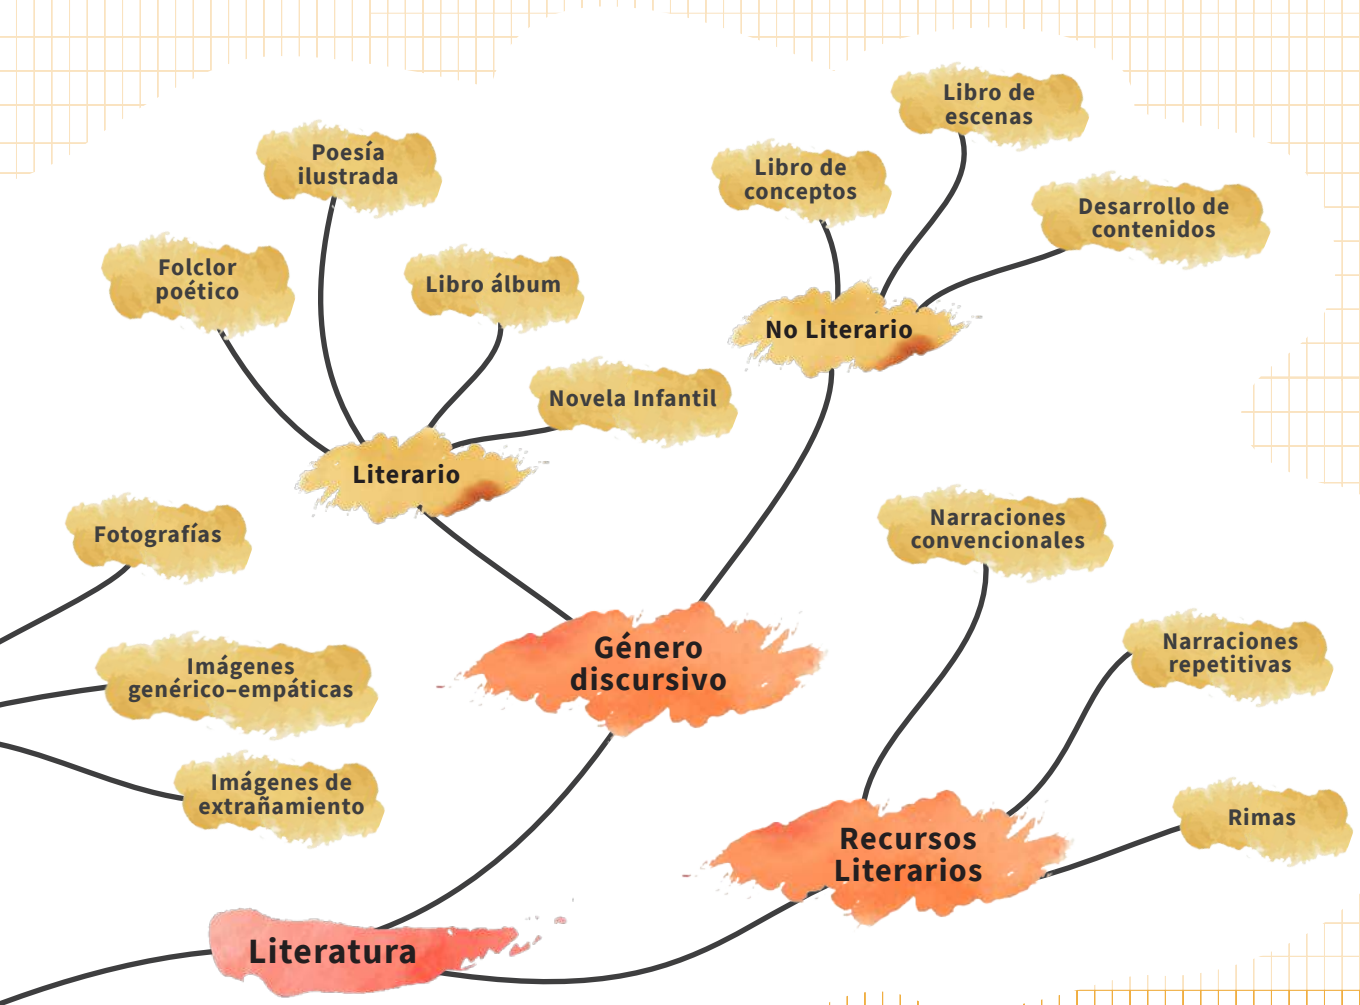 Libro de
escenas
Poesía
ilustrada
Libro de
conceptos
Desarrollo de
contenidos
Folclor
poético
Libro álbum
No Literario
Novela Infantil
Literario
Fotografías
Narraciones
convencionales
Género
discursivo
Narraciones
repetitivas
Imágenes
genérico-empáticas
Imágenes de
extrañamiento
Rimas
Recursos
Literarios
Literatura